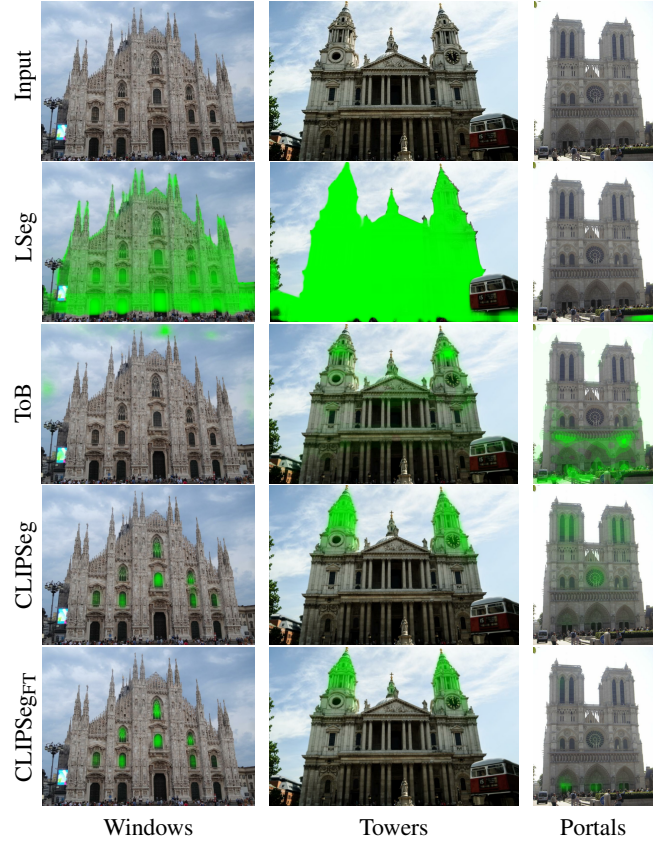 Input
LSeg
ToB
CLIPSeg
CLIPSegFT
Windows
Towers
Portals